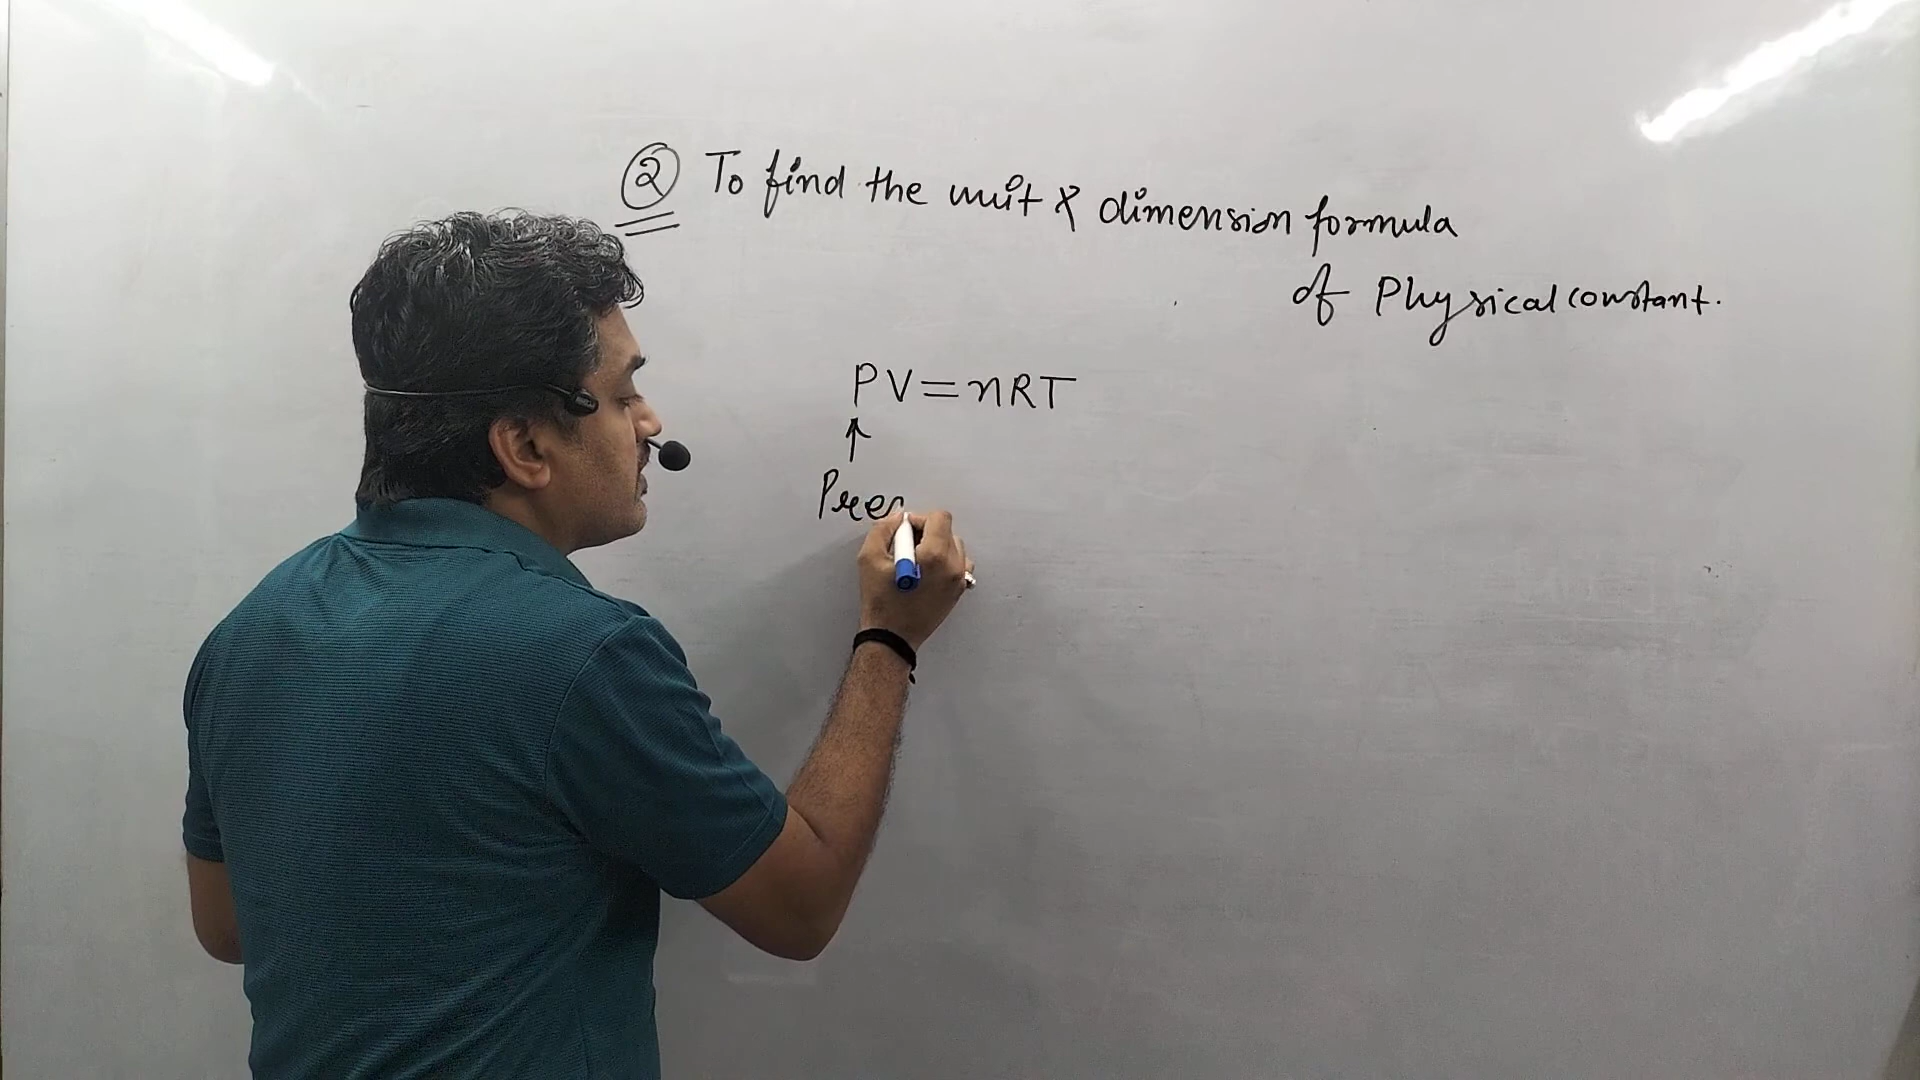 ② To find the unit & dimension formula
of Physical constant.
PV=nRT
↑
Pres